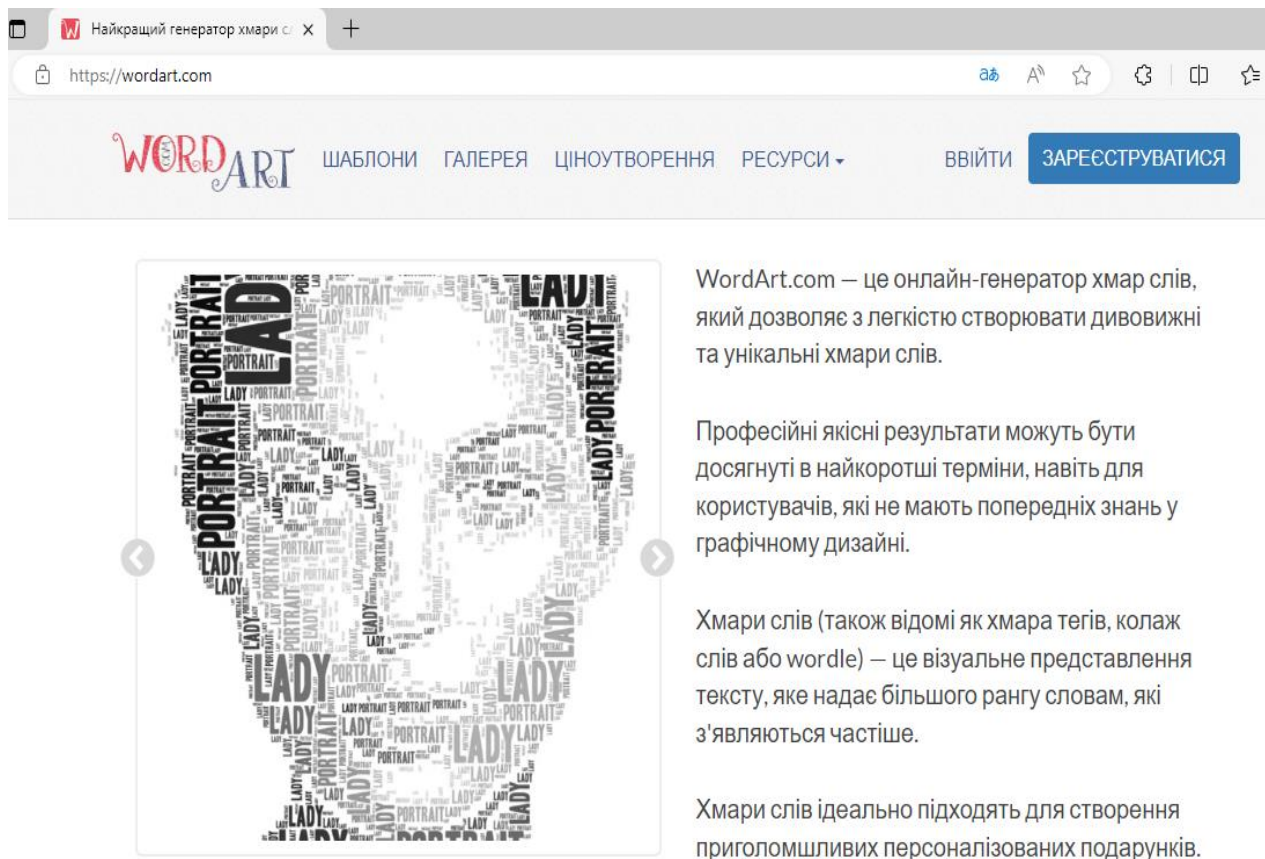 Найкращий генератор хмари сл
https://wordart.com
WORDART.COM
ШАБЛОНИ ГАЛЕРЕЯ ЦІНОУТВОРЕННЯ РЕСУРСИ
ВВІЙТИ ЗАРЕЄСТРУВАТИСЯ
LADY PORTRAIT
WordArt.com — це онлайн-генератор хмар слів,
який дозволяє з легкістю створювати дивовижні
та унікальні хмари слів.
Професійні якісні результати можуть бути
досягнуті в найкоротші терміни, навіть для
користувачів, які не мають попередніх знань у
графічному дизайні.
Хмари слів (також відомі як хмара тегів, колаж
слів або wordle) — це візуальне представлення
тексту, яке надає більшого рангу словам, які
з'являються частіше.
Хмари слів ідеально підходять для створення
приголомшливих персоналізованих подарунків.